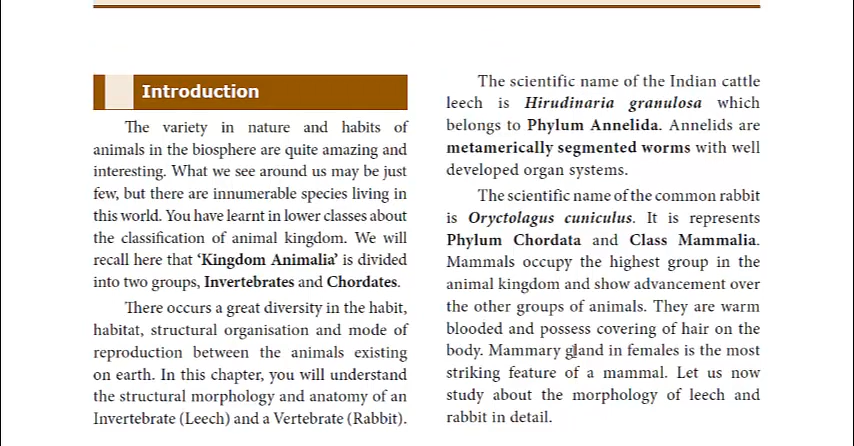 Introduction
The variety in nature and habits of
animals in the biosphere are quite amazing and
interesting. What we see around us may be just
few, but there are innumerable species living in
this world. You have learnt in lower classes about
the classification of animal kingdom. We will
recall here that ‘Kingdom Animalia’ is divided
into two groups, Invertebrates and Chordates.
There occurs a great diversity in the habit,
habitat, structural organisation and mode of
reproduction between the animals existing
on earth. In this chapter, you will understand
the structural morphology and anatomy of an
Invertebrate (Leech) and a Vertebrate (Rabbit).
The scientific name of the Indian cattle
leech is Hirudinaria granulosa which
belongs to Phylum Annelida. Annelids are
metamerically segmented worms with well
developed organ systems.
The scientific name of the common rabbit
is Oryctolagus cuniculus. It is represents
Phylum Chordata and Class Mammalia.
Mammals occupy the highest group in the
animal kingdom and show advancement over
the other groups of animals. They are warm
blooded and possess covering of hair on the
body. Mammary gland in females is the most
striking feature of a mammal. Let us now
study about the morphology of leech and
rabbit in detail.